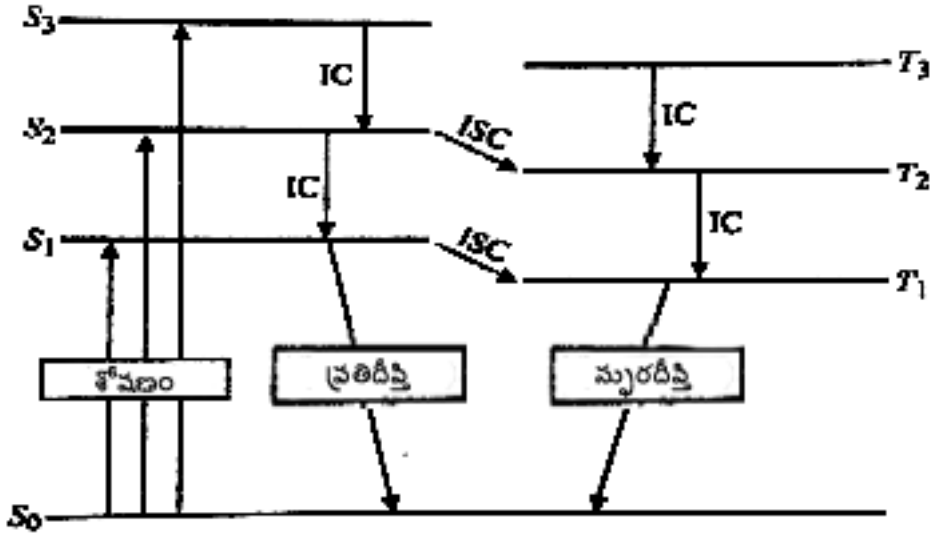 S3
IC
T3
S2
ISC
IC
IC
T2
S1
ISC
IC
T1
శోషణం
ప్రతిదీప్తి
స్ఫురదీప్తి
S0